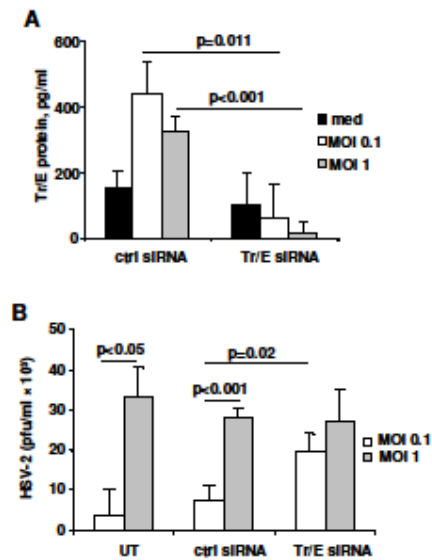 A
p=0.011
600
p<0.001
400
med
MOI 0.1
MOI 1
200
0
Tr/E protein, pg/ml
ctrl siRNA
Tr/E siRNA
B
50
p<0.05
p=0.02
40
p<0.001
30
MOI 0.1
MOI 1
20
10
0
HSV-2 (pfu/ml × 10³)
UT
ctrl siRNA
Tr/E siRNA